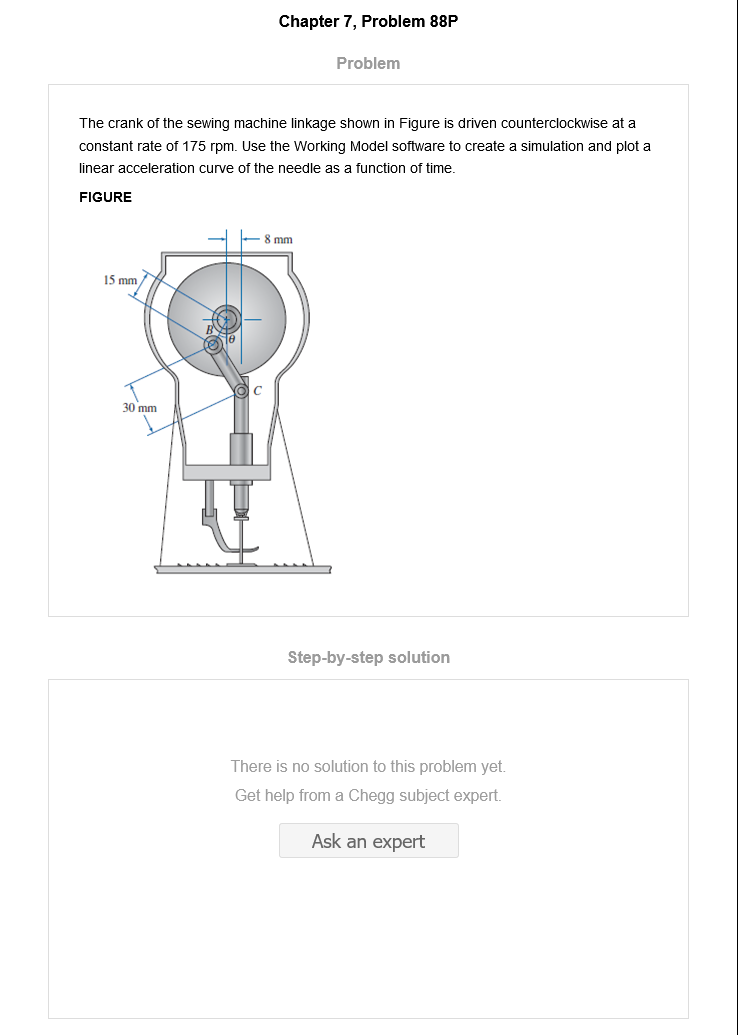 Chapter 7, Problem 88P
Problem
The crank of the sewing machine linkage shown in Figure is driven counterclockwise at a
constant rate of 175 rpm. Use the Working Model software to create a simulation and plot a
linear acceleration curve of the needle as a function of time.
FIGURE
8 mm
15 mm
B
θ
C
30 mm
Step-by-step solution
There is no solution to this problem yet.
Get help from a Chegg subject expert.
Ask an expert